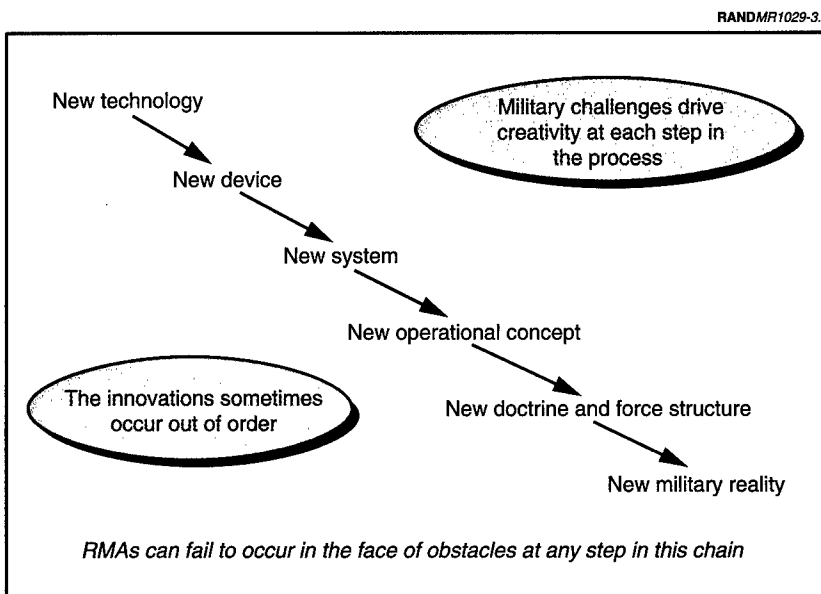 RANDMR1029-3.
New technology
Military challenges drive
creativity at each step in
the process
New device
New system
New operational concept
The innovations sometimes
occur out of order
New doctrine and force structure
New military reality
RMAs can fail to occur in the face of obstacles at any step in this chain